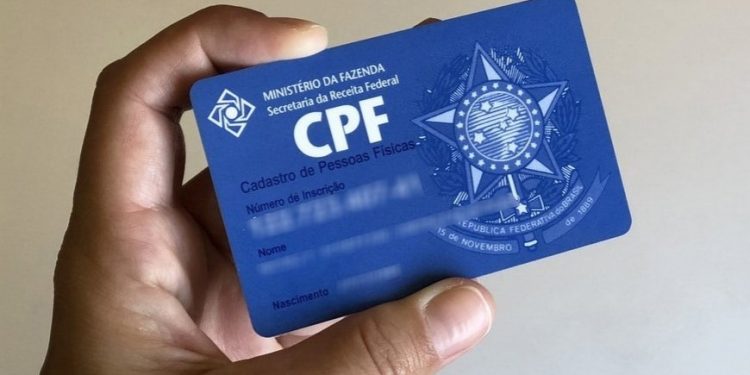 MINISTÉRIO DA FAZENDA
Secretaria da Receita Federal
CPF
Cadastro de Pessoas Físicas
Número de Inscrição
Nome
Nascimento
REPÚBLICA FEDERATIVA do BRASIL
15 de NOVEMBRO de 1889